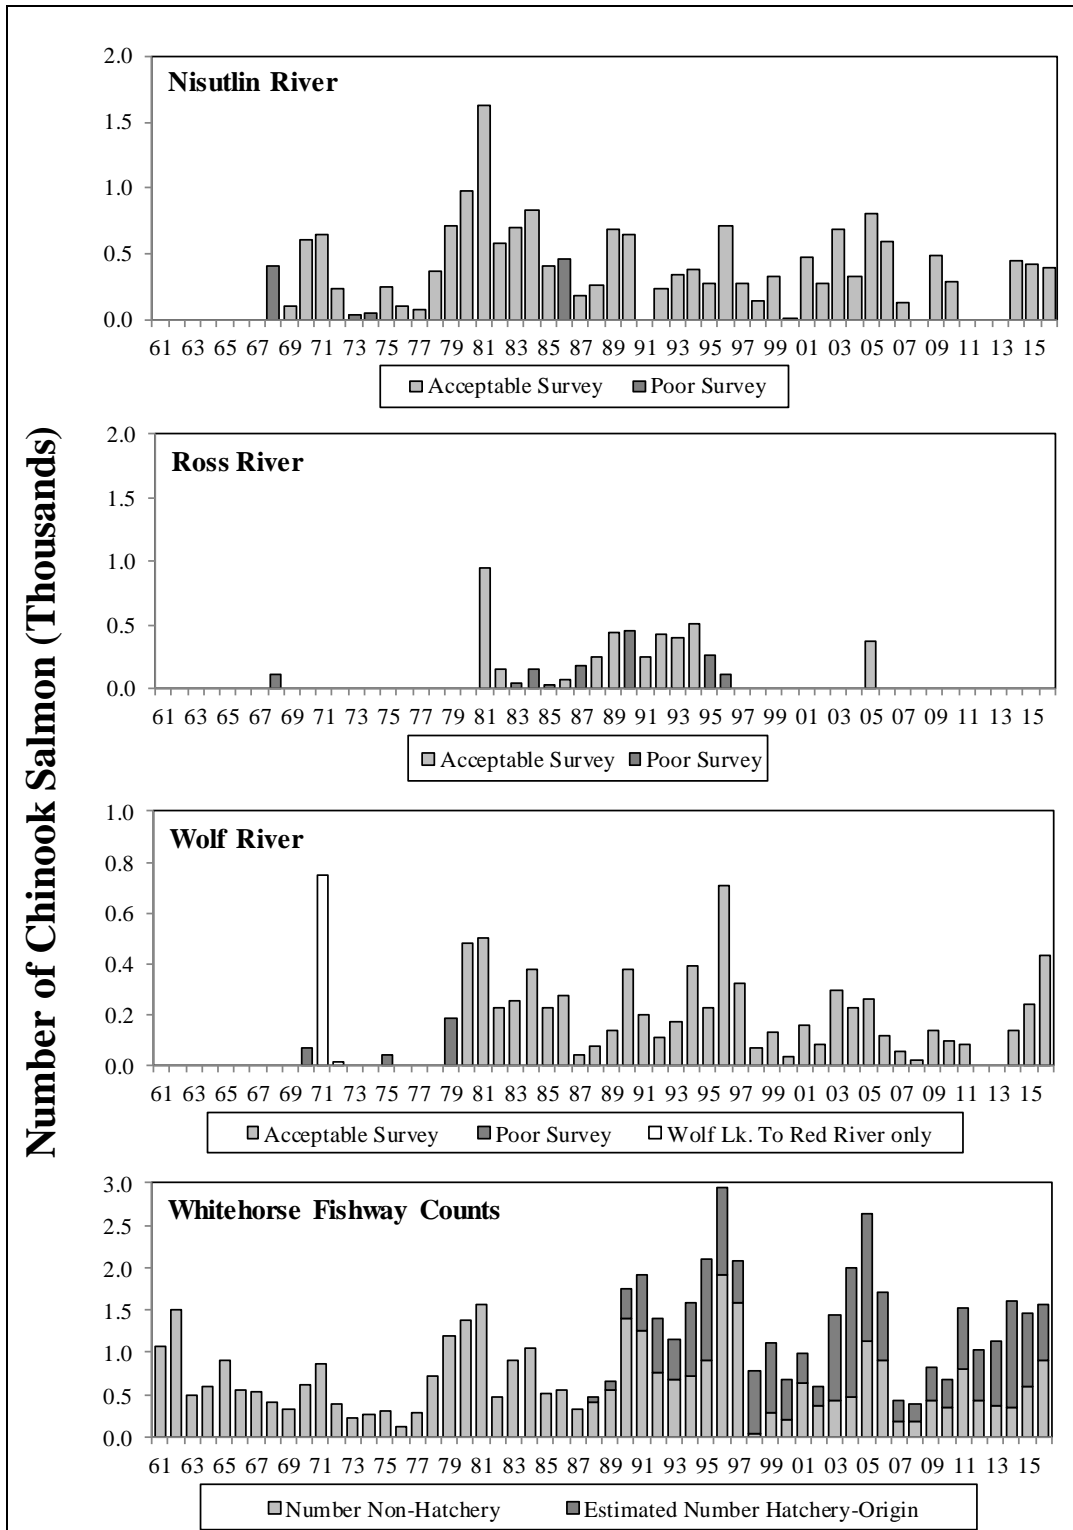 Number of Chinook Salmon (Thousands)
Nisutlin River
2.0
1.5
1.0
0.5
0.0
61 63 65 67 69 71 73 75 77 79 81 83 85 87 89 91 93 95 97 99 01 03 05 07 09 11 13 15
Acceptable Survey Poor Survey
Ross River
2.0
1.5
1.0
0.5
0.0
61 63 65 67 69 71 73 75 77 79 81 83 85 87 89 91 93 95 97 99 01 03 05 07 09 11 13 15
Acceptable Survey Poor Survey
Wolf River
1.0
0.8
0.6
0.4
0.2
0.0
61 63 65 67 69 71 73 75 77 79 81 83 85 87 89 91 93 95 97 99 01 03 05 07 09 11 13 15
Acceptable Survey Poor Survey Wolf Lk. To Red River only
Whitehorse Fishway Counts
3.0
2.5
2.0
1.5
1.0
0.5
0.0
61 63 65 67 69 71 73 75 77 79 81 83 85 87 89 91 93 95 97 99 01 03 05 07 09 11 13 15
Number Non-Hatchery Estimated Number Hatchery-Origin